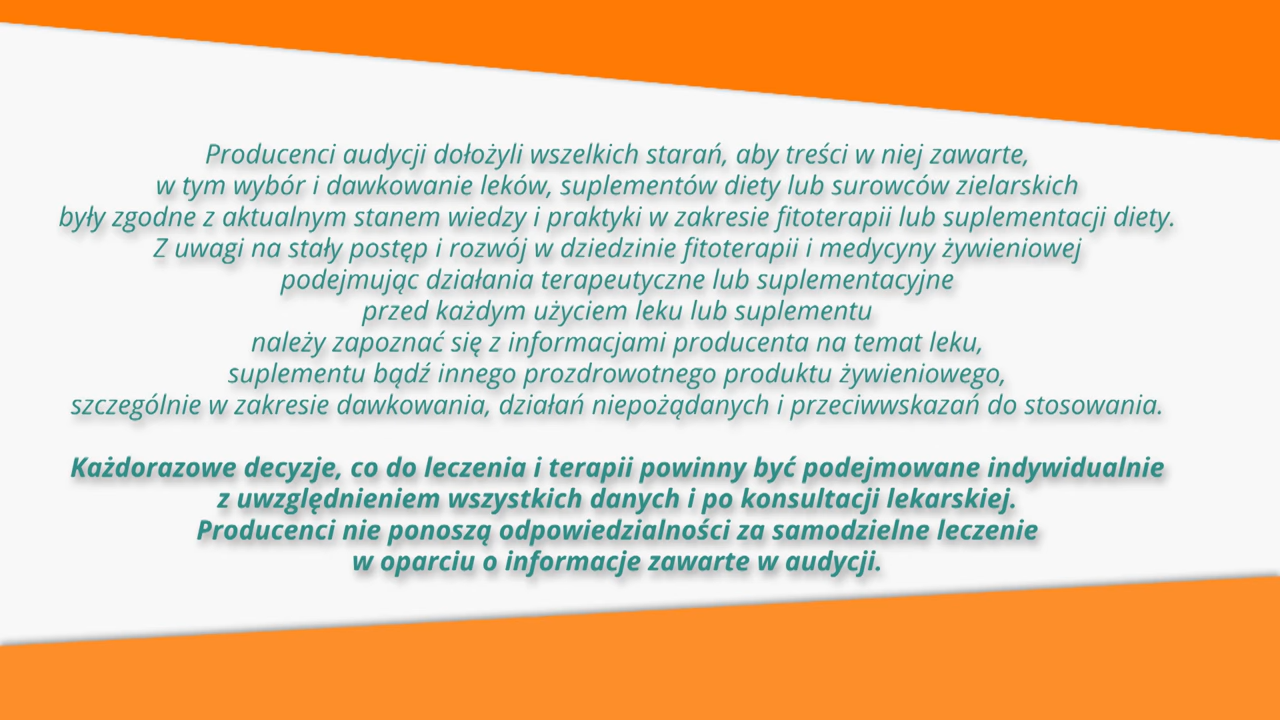 Producenci audycji dołożyli wszelkich starań, aby treści w niej zawarte,
w tym wybór i dawkowanie leków, suplementów diety lub surowców zielarskich
były zgodne z aktualnym stanem wiedzy i praktyki w zakresie fitoterapii lub suplementacji diety.
Z uwagi na stały postęp i rozwój w dziedzinie fitoterapii i medycyny żywieniowej
podejmując działania terapeutyczne lub suplementacyjne
przed każdym użyciem leku lub suplementu
należy zapoznać się z informacjami producenta na temat leku,
suplementu bądź innego prozdrowotnego produktu żywieniowego,
szczególnie w zakresie dawkowania, działań niepożądanych i przeciwwskazań do stosowania.
Każdorazowe decyzje, co do leczenia i terapii powinny być podejmowane indywidualnie
z uwzględnieniem wszystkich danych i po konsultacji lekarskiej.
Producenci nie ponoszą odpowiedzialności za samodzielne leczenie
w oparciu o informacje zawarte w audycji.